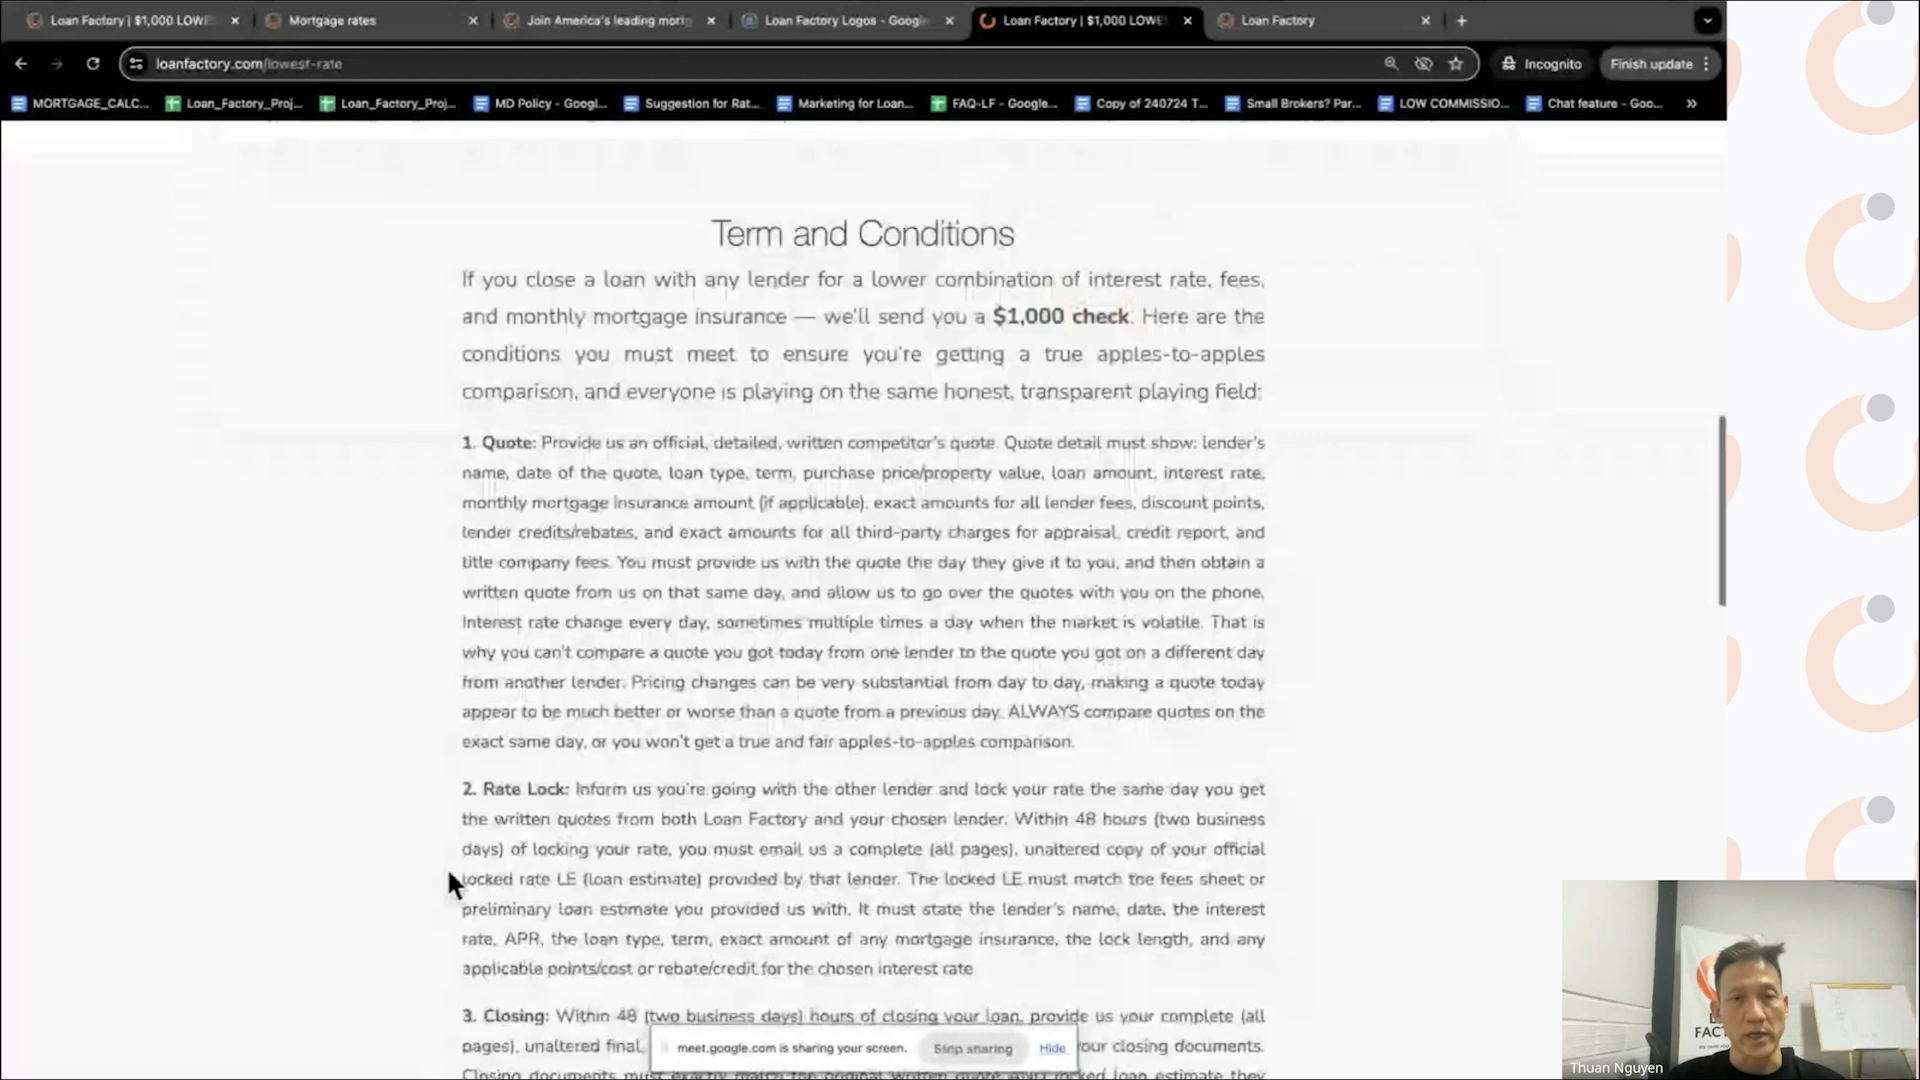 Loan Factory | $1,000 LOWE
Mortgage rates
Join America's leading mort
Loan Factory Logos - Google
Loan Factory | $1,000 LOWE
Loan Factory
loanfactory.com/lowest-rate
Incognito
Finish update
MORTGAGE_CALC...
Loan_Factory_Proj...
Loan_Factory_Proj...
MD Policy - Googl...
Suggestion for Rat...
Marketing for Loan...
FAQ-LF - Google...
Copy of 240724 T...
Small Brokers? Par...
LOW COMMISSIO...
Chat feature - Goo...
Term and Conditions
If you close a loan with any lender for a lower combination of interest rate, fees,
and monthly mortgage insurance — we'll send you a $1,000 check. Here are the
conditions you must meet to ensure you're getting a true apples-to-apples
comparison, and everyone is playing on the same honest, transparent playing field:
1. Quote: Provide us an official, detailed, written competitor's quote. Quote detail must show: lender's
name, date of the quote, loan type, term, purchase price/property value, loan amount, interest rate,
monthly mortgage insurance amount (if applicable), exact amounts for all lender fees, discount points,
lender credits/rebates, and exact amounts for all third-party charges for appraisal, credit report, and
title company fees. You must provide us with the quote the day they give it to you, and then obtain a
written quote from us on that same day, and allow us to go over the quotes with you on the phone.
Interest rate change every day, sometimes multiple times a day when the market is volatile. That is
why you can't compare a quote you got today from one lender to the quote you got on a different day
from another lender. Pricing changes can be very substantial from day to day, making a quote today
appear to be much better or worse than a quote from a previous day. ALWAYS compare quotes on the
exact same day, or you won't get a true and fair apples-to-apples comparison.
2. Rate Lock: Inform us you're going with the other lender and lock your rate the same day you get
the written quotes from both Loan Factory and your chosen lender. Within 48 hours (two business
days) of locking your rate, you must email us a complete (all pages), unaltered copy of your official
locked rate LE (loan estimate) provided by that lender. The locked LE must match the fees sheet or
preliminary loan estimate you provided us with. It must state the lender's name, date, the interest
rate, APR, the loan type, term, exact amount of any mortgage insurance, the lock length, and any
applicable points/cost or rebate/credit for the chosen interest rate
3. Closing: Within 48 (two business days) hours of closing your loan, provide us your complete (all
pages), unaltered final, our closing documents.
Closing documents must exactly match the original written quote AND locked loan estimate they
meet.google.com is sharing your screen.
Stop sharing
Hide
FACT
Thuan Nguyen